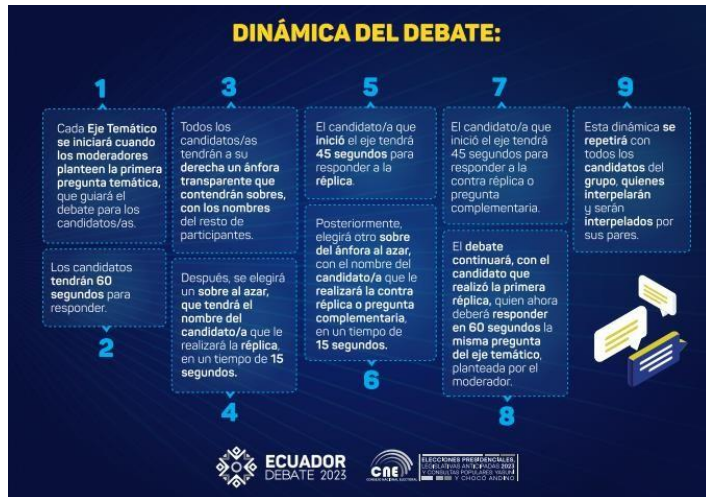 DINÁMICA DEL DEBATE:
1
Cada Eje Temático
se iniciará cuando
los moderadores
planteen la primera
pregunta temática,
que guiará el
debate para los
candidatos/as.
Los candidatos
tendrán 60
segundos para
responder.
2
3
Todos los
candidatos/as
tendrán a su
derecha un ánfora
transparente que
contendrán sobres,
con los nombres
del resto de
participantes.
Después, se elegirá
un sobre al azar,
que tendrá el
nombre del
candidato/a que le
realizará la réplica,
en un tiempo de 15
segundos.
4
5
El candidato/a que
inició el eje tendrá
45 segundos para
responder a la
réplica.
Posteriormente,
elegirá otro sobre
del ánfora al azar,
con el nombre del
candidato/a que le
realizará la contra
réplica o pregunta
complementaria,
en un tiempo de
15 segundos.
6
7
El candidato/a que
inició el eje tendrá
45 segundos para
responder a la
contra réplica o
pregunta
complementaria.
El debate
continuará, con el
candidato que
realizó la primera
réplica, quien ahora
deberá responder
en 60 segundos la
misma pregunta
del eje temático,
planteada por el
moderador.
8
9
Esta dinámica se
repetirá con
todos los
candidatos del
grupo, quienes
interpelarán
y serán
interpelados por
sus pares.
ECUADOR
DEBATE 2023
cne
CONSEJO NACIONAL ELECTORAL
ELECCIONES PRESIDENCIALES,
LEGISLATIVAS ANTICIPADAS 2023
Y CONSULTAS POPULARES YASUNÍ
Y CHOCÓ ANDINO